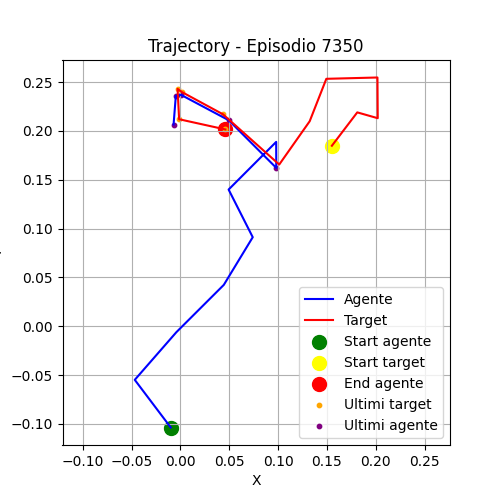 Trajectory - Episodio 7350
0.25
0.20
0.15
0.10
0.05
0.00
−0.05
−0.10
Agente
Target
Start agente
Start target
End agente
Ultimi target
Ultimi agente
−0.10 −0.05 0.00 0.05 0.10 0.15 0.20 0.25
X